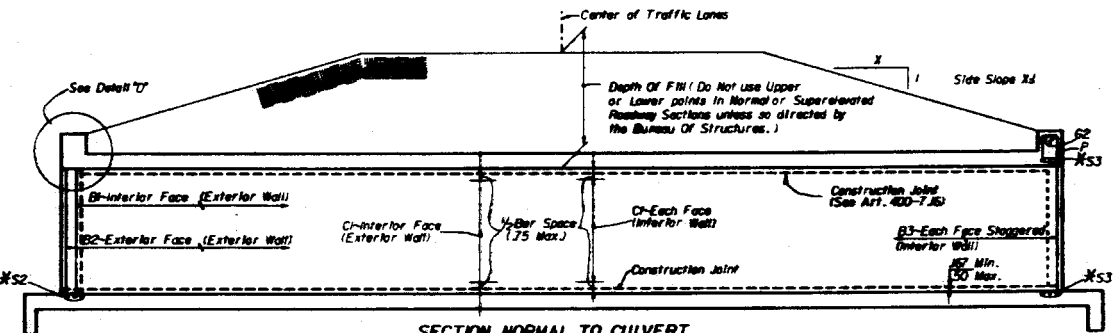 Center of Traffic Lanes
See Detail "D"
X
1
Side Slope X:1
Depth Of Fill ( Do Not use Upper
or Lower points in Normal or Superelevated
Roadway Sections unless so directed by
the Bureau Of Structures. )
G2
P
*S3
B1-Interior Face (Exterior Wall)
B2-Exterior Face (Exterior Wall)
C1-Interior Face
(Exterior Wall)
1/2 Bar Space
(.75 Max.)
C1-Each Face
(Interior Wall)
Construction Joint
(See Art. 400-7.15)
B3-Each Face Staggered
(Interior Wall)
.167 Min.
.50 Max.
Construction Joint
*S2
*S3
SECTION NORMAL TO CULVERT